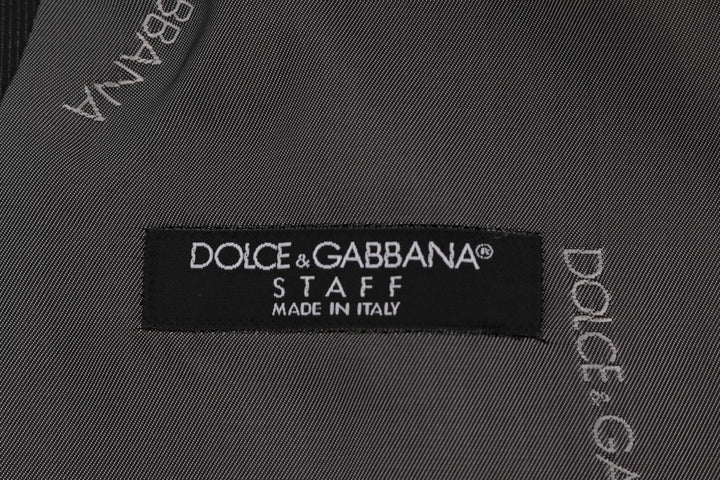 BBANA
DOLCE & GABBANA®
STAFF
MADE IN ITALY
DOLCE & GA